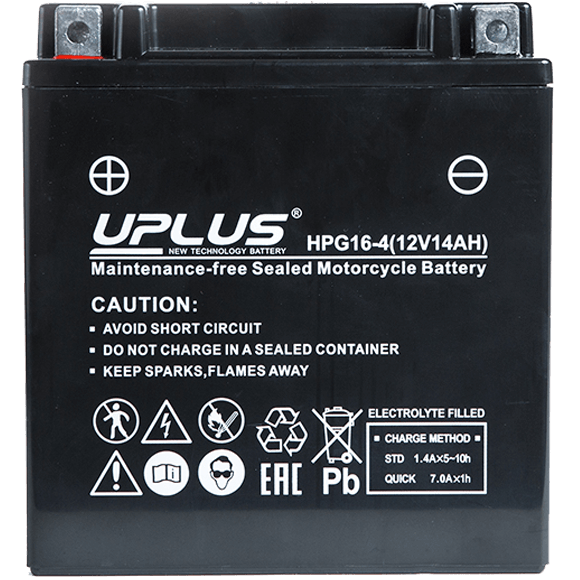 UPLUS®
NEW TECHNOLOGY BATTERY
HPG16-4(12V14AH)
Maintenance-free Sealed Motorcycle Battery
CAUTION:
▪ AVOID SHORT CIRCUIT
▪ DO NOT CHARGE IN A SEALED CONTAINER
▪ KEEP SPARKS,FLAMES AWAY
ELECTROLYTE FILLED
▪ CHARGE METHOD ▪
STD 1.4A×5~10h
QUICK 7.0A×1h
EAC
Pb